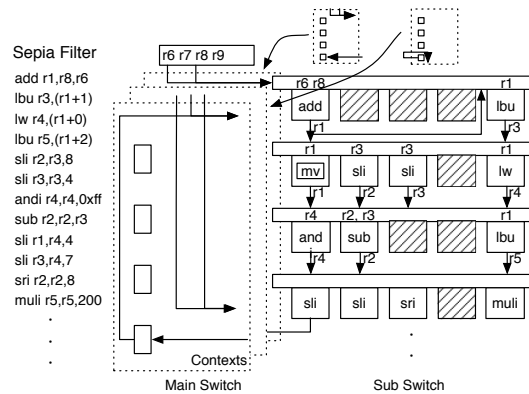 Sepia Filter
add r1,r8,r6
lbu r3,(r1+1)
lw r4,(r1+0)
lbu r5,(r1+2)
sli r2,r3,8
sli r3,r3,4
andi r4,r4,0xff
sub r2,r2,r3
sli r1,r4,4
sli r3,r4,7
sri r2,r2,8
muli r5,r5,200
.
.
.
r6 r7 r8 r9
Contexts
Main Switch
r6 r8 r1
add lbu
r1 r3
r1 r3 r3 r1
mv sli sli lw
r1 r2 r3 r4
r4 r2, r3
and sub lbu
r4 r2 r5
sli sli sri muli
.
.
Sub Switch